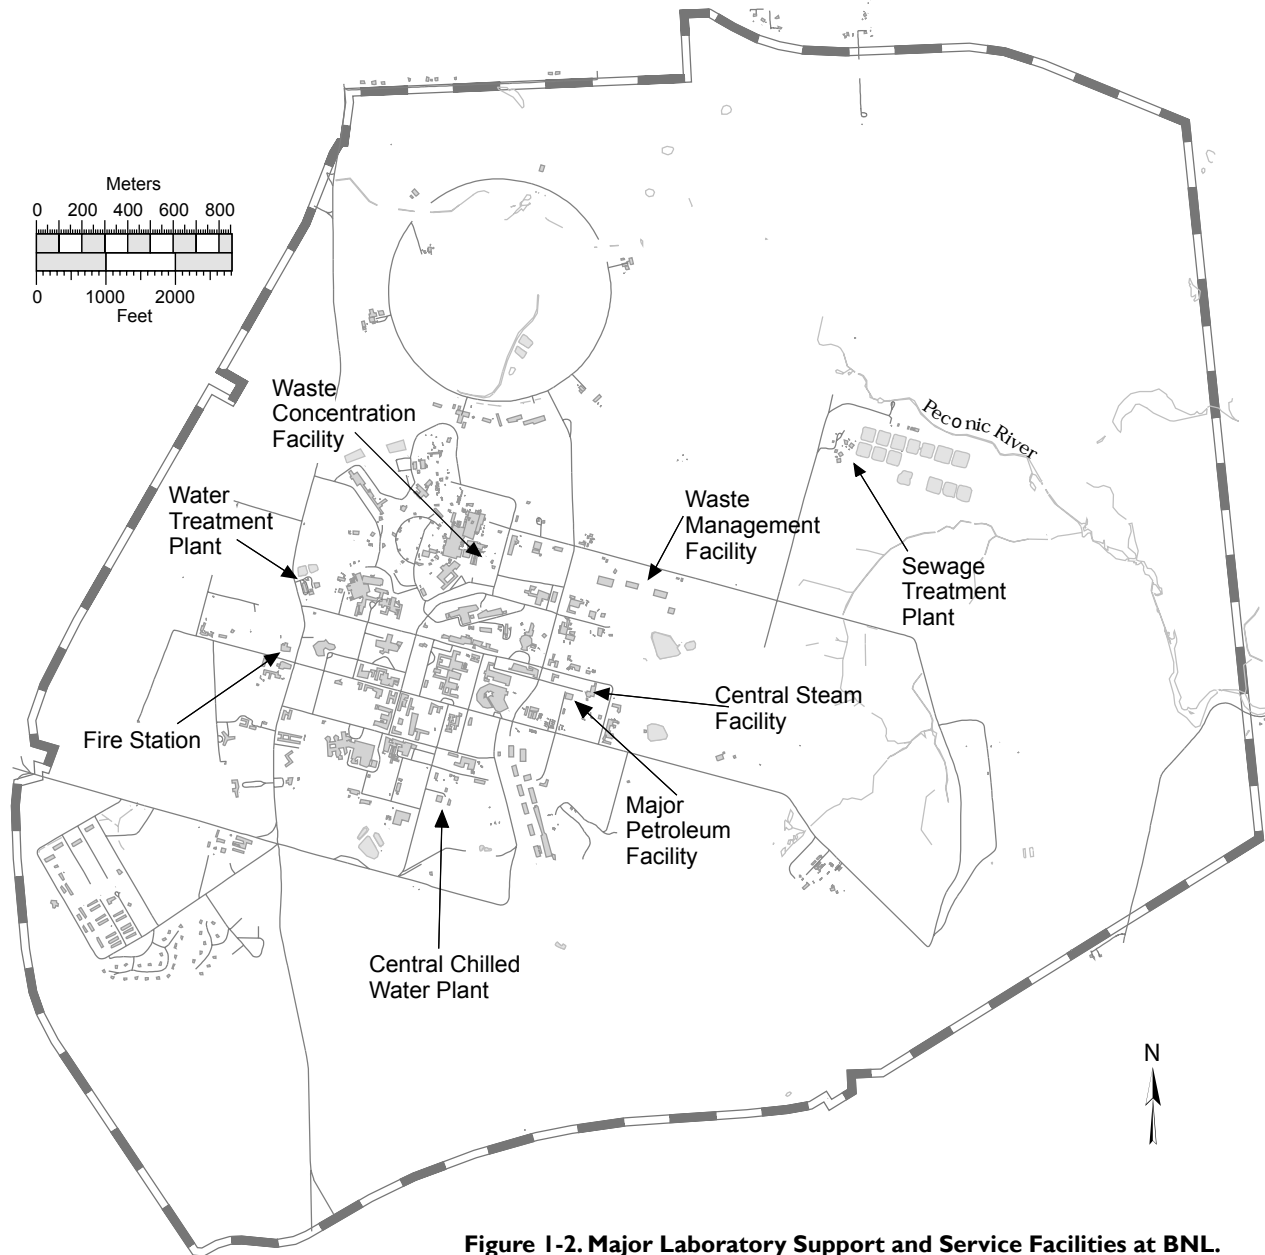 Meters
0 200 400 600 800
0 1000 2000
Feet
Waste
Concentration
Facility
Peconic River
Water
Treatment
Plant
Waste
Management
Facility
Sewage
Treatment
Plant
Central Steam
Facility
Fire Station
Major
Petroleum
Facility
Central Chilled
Water Plant
N
Figure 1-2. Major Laboratory Support and Service Facilities at BNL.